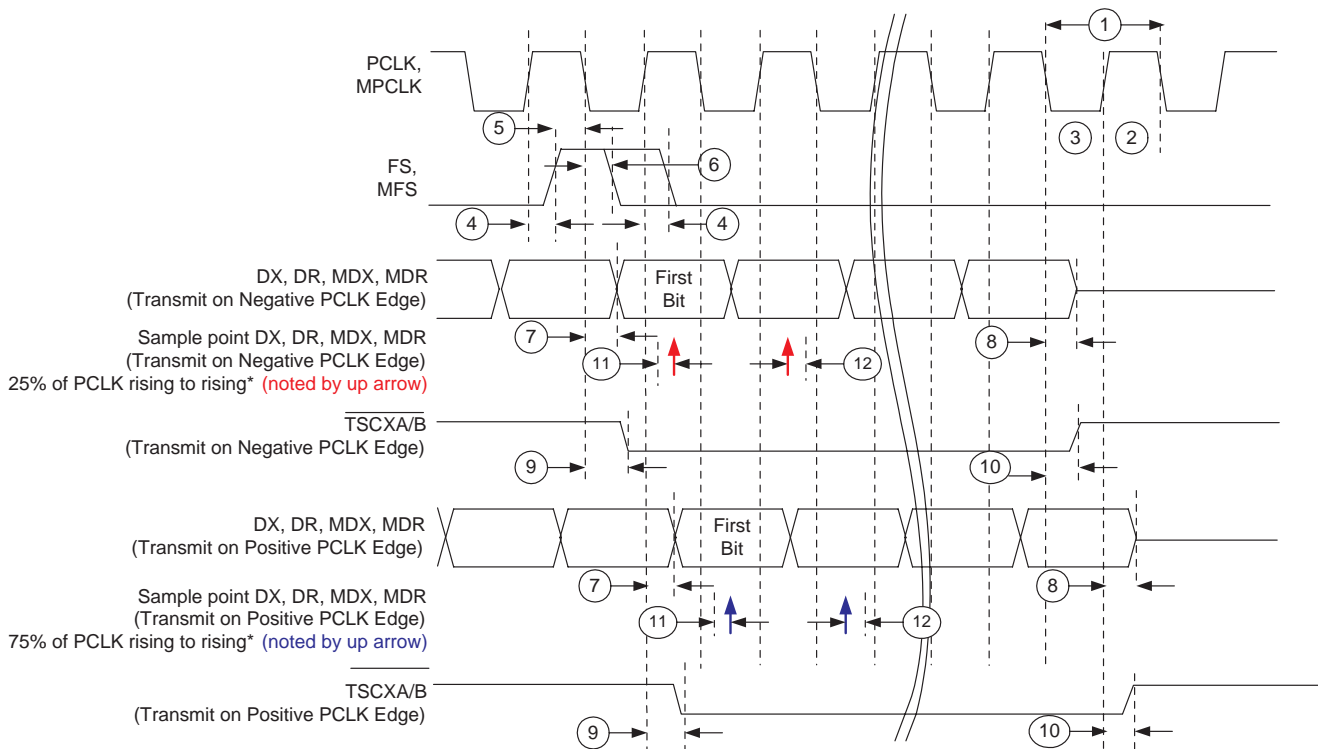 1
PCLK,
MPCLK
5
3
2
FS,
MFS
6
4
4
DX, DR, MDX, MDR
(Transmit on Negative PCLK Edge)
First
Bit
7
8
Sample point DX, DR, MDX, MDR
(Transmit on Negative PCLK Edge)
25% of PCLK rising to rising* (noted by up arrow)
11
12
TSCXA/B
(Transmit on Negative PCLK Edge)
9
10
DX, DR, MDX, MDR
(Transmit on Positive PCLK Edge)
First
Bit
7
8
Sample point DX, DR, MDX, MDR
(Transmit on Positive PCLK Edge)
75% of PCLK rising to rising* (noted by up arrow)
11
12
TSCXA/B
(Transmit on Positive PCLK Edge)
9
10